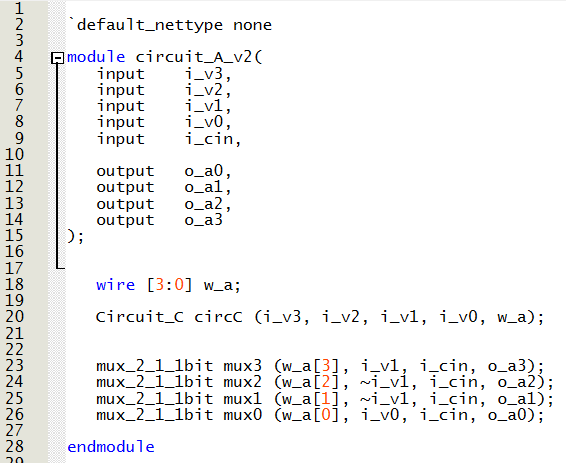 1
2 `default_nettype none
3
4 module circuit_A_v2(
5 input i_v3,
6 input i_v2,
7 input i_v1,
8 input i_v0,
9 input i_cin,
10
11 output o_a0,
12 output o_a1,
13 output o_a2,
14 output o_a3
15 );
16
17
18 wire [3:0] w_a;
19
20 Circuit_C circC (i_v3, i_v2, i_v1, i_v0, w_a);
21
22
23 mux_2_1_1bit mux3 (w_a[3], i_v1, i_cin, o_a3);
24 mux_2_1_1bit mux2 (w_a[2], ~i_v1, i_cin, o_a2);
25 mux_2_1_1bit mux1 (w_a[1], ~i_v1, i_cin, o_a1);
26 mux_2_1_1bit mux0 (w_a[0], i_v0, i_cin, o_a0);
27
28 endmodule
29